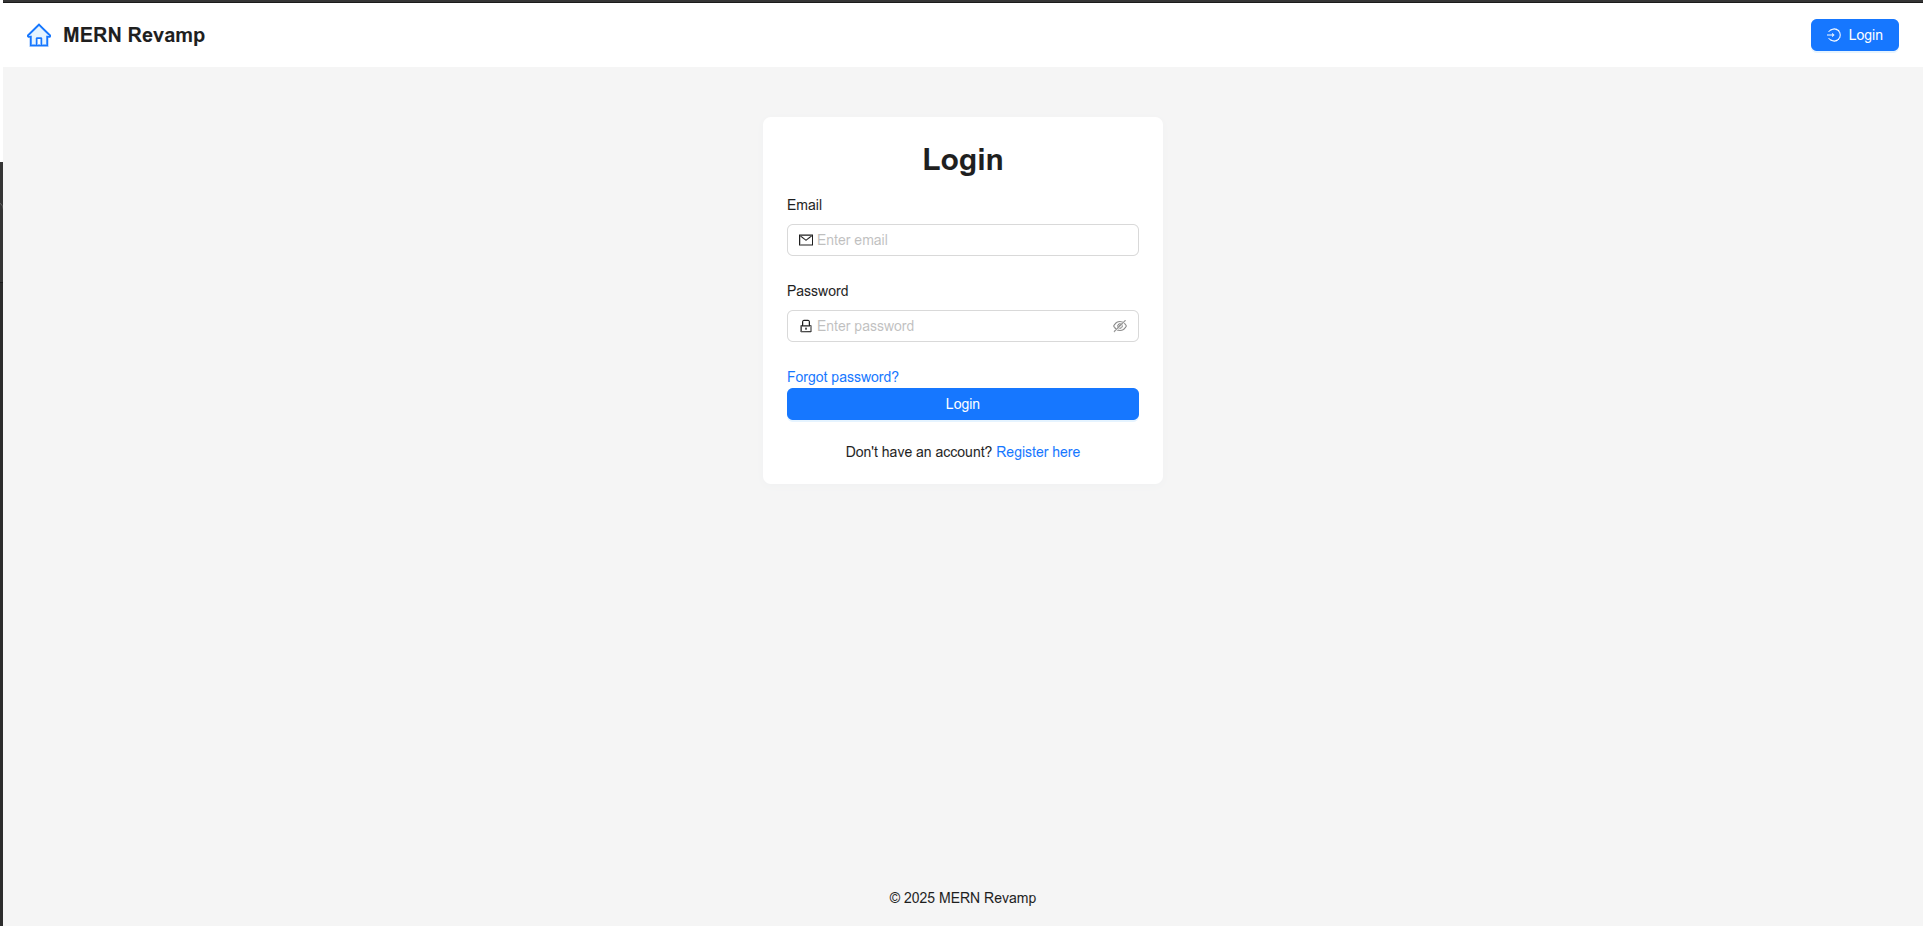 MERN Revamp
Login
Login
Email
Enter email
Password
Enter password
Forgot password?
Login
Don't have an account? Register here
© 2025 MERN Revamp